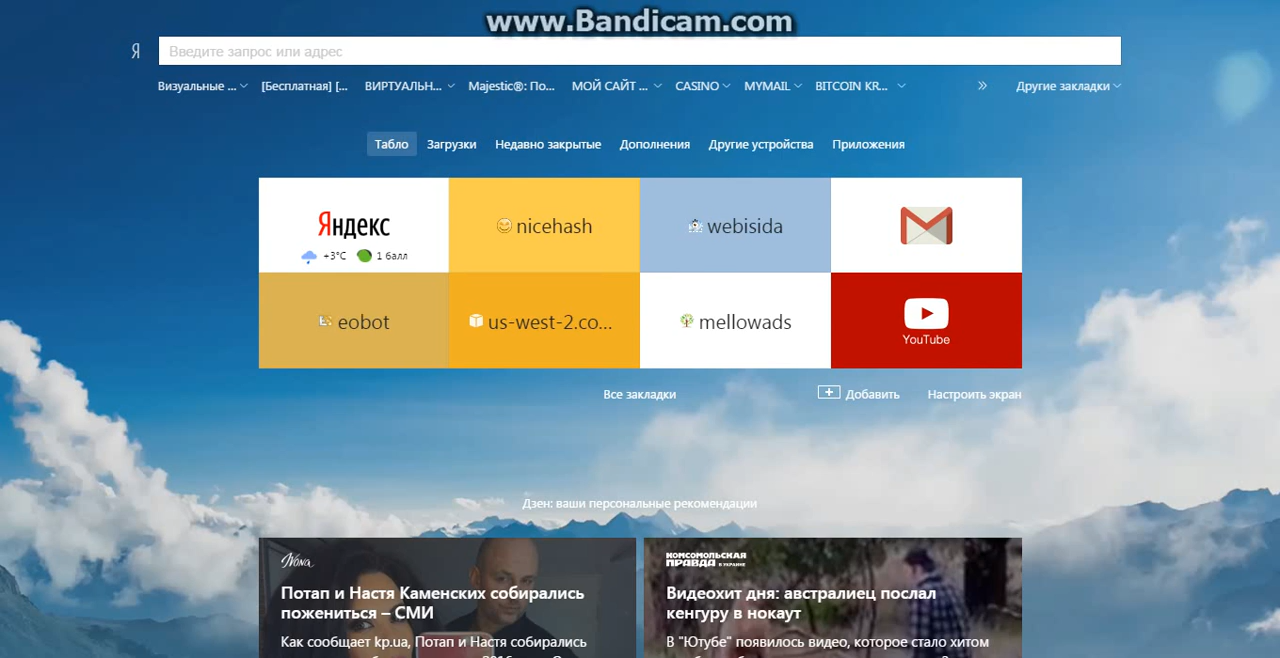 www.Bandicam.com
Я
Введите запрос или адрес
Визуальные ... [Бесплатная] [... ВИРТУАЛЬН... Majestic®: По... МОЙ САЙТ ... CASINO MYMAIL BITCOIN KR... » Другие закладки
Табло Загрузки Недавно закрытые Дополнения Другие устройства Приложения
Яндекс
+3°C 1 балл
nicehash
webisida
eobot
us-west-2.co...
mellowads
YouTube
Все закладки Добавить Настроить экран
Дзен: ваши персональные рекомендации
Nona
Потап и Настя Каменских собирались
пожениться – СМИ
Как сообщает kp.ua, Потап и Настя собирались
КОМСОМОЛЬСКАЯ
ПРАВДА В УКРАИНЕ
Видеохит дня: австралиец послал
кенгуру в нокаут
В "Ютубе" появилось видео, которое стало хитом